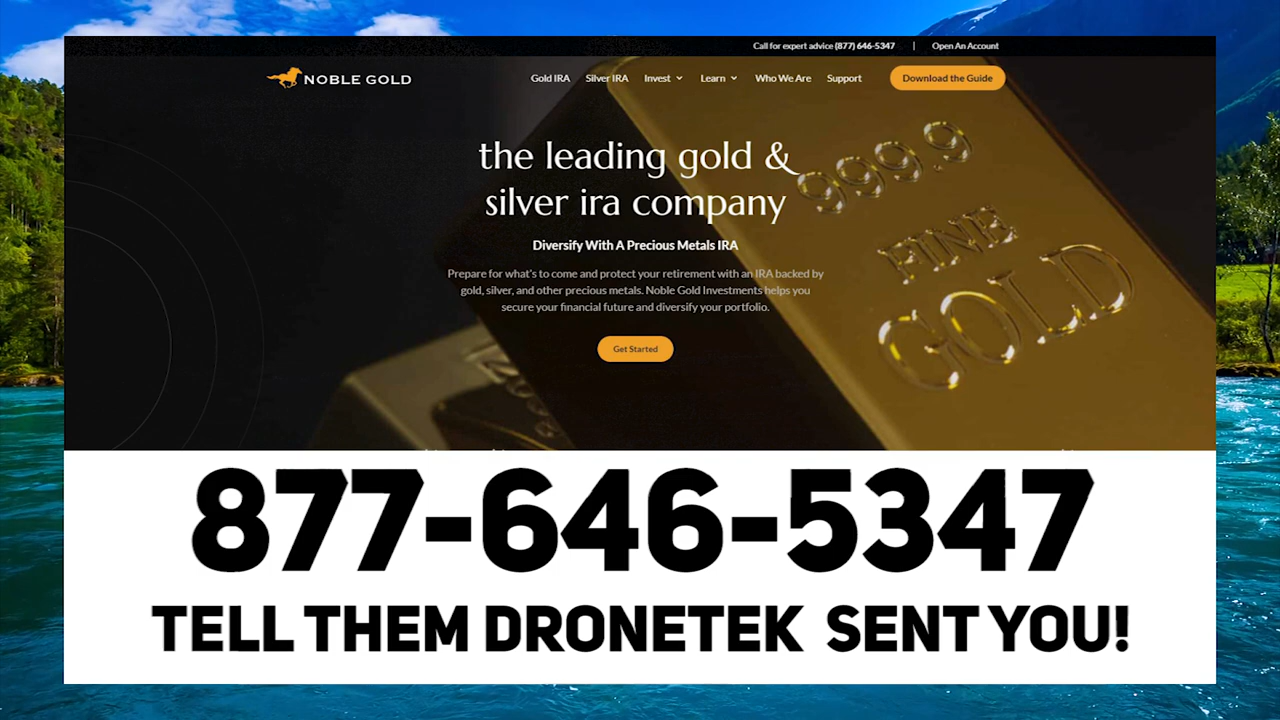 Call for expert advice (877) 646-5347 | Open An Account
NOBLE GOLD Gold IRA Silver IRA Invest Learn Who We Are Support Download the Guide
the leading gold &
silver ira company
Diversify With A Precious Metals IRA
Prepare for what's to come and protect your retirement with an IRA backed by
gold, silver, and other precious metals. Noble Gold Investments helps you
secure your financial future and diversify your portfolio.
Get Started
999.9
FINE
GOLD
877-646-5347
TELL THEM DRONETEK SENT YOU!